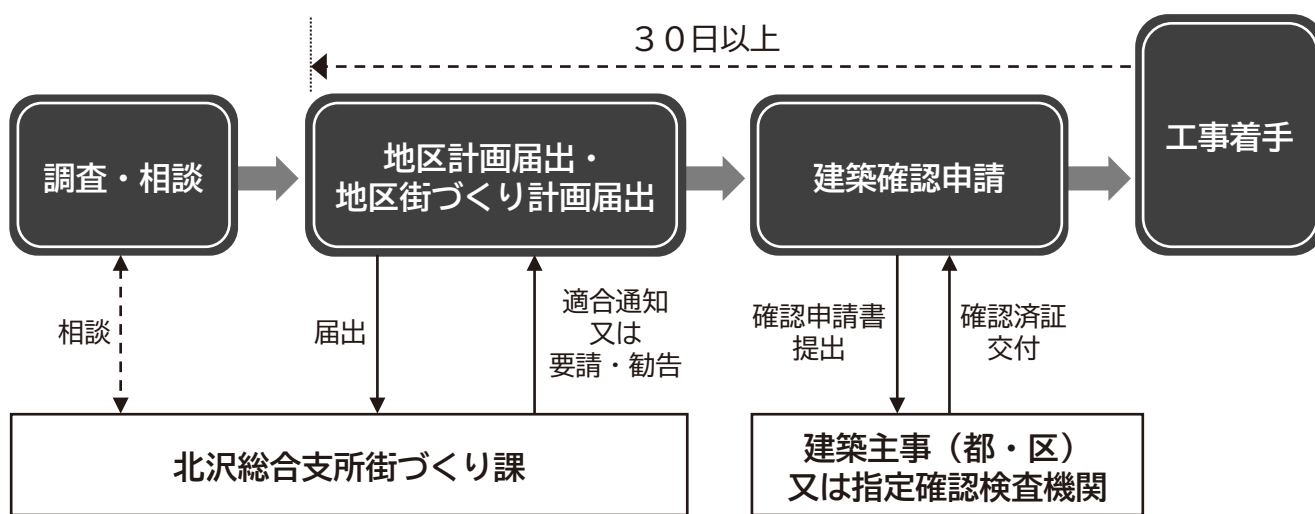 ３０日以上
調査・相談
地区計画届出・
地区街づくり計画届出
建築確認申請
工事着手
相談
届出
適合通知
又は
要請・勧告
確認申請書
提出
確認済証
交付
北沢総合支所街づくり課
建築主事（都・区）
又は指定確認検査機関